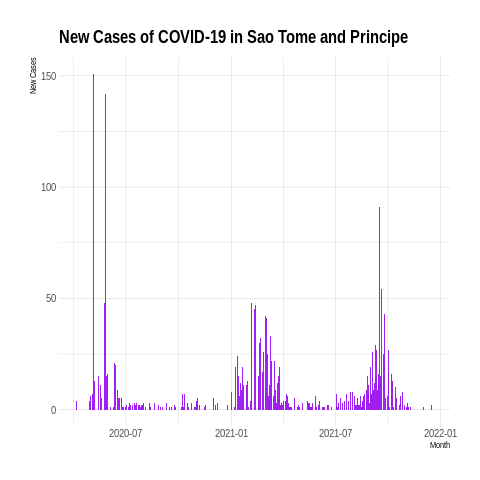 New Cases of COVID-19 in Sao Tome and Principe
New Cases
150
100
50
0
2020-07
2021-01
2021-07
2022-01
Month